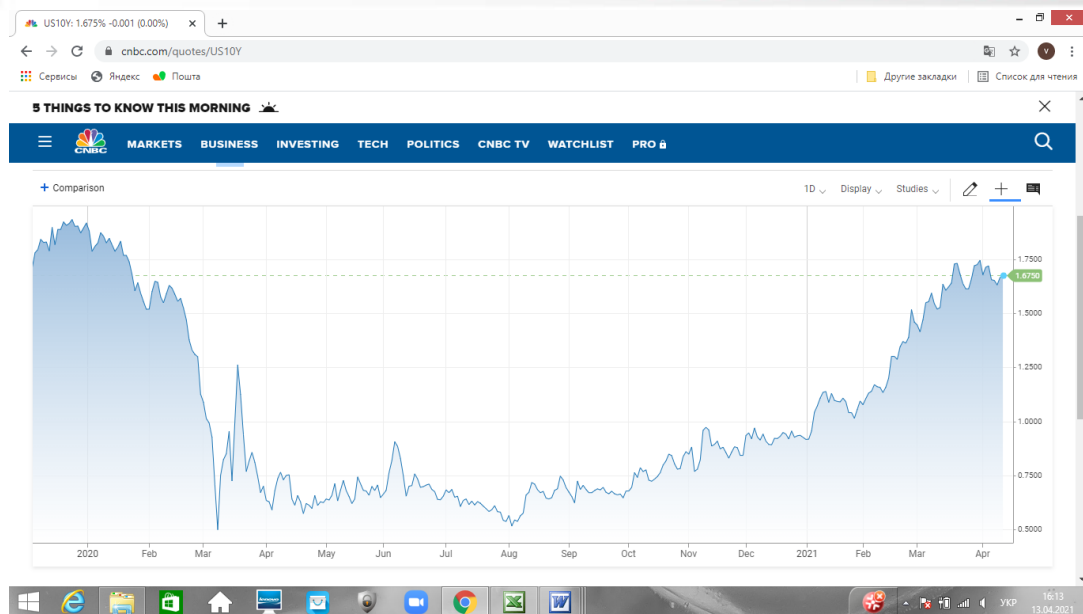 US10Y: 1.675% -0.001 (0.00%)
cnbc.com/quotes/US10Y
V
Сервисы Яндекс Пошта Другие закладки Список для чтения
5 THINGS TO KNOW THIS MORNING
CNBC MARKETS BUSINESS INVESTING TECH POLITICS CNBC TV WATCHLIST PRO
+ Comparison 1D Display Studies
1.7500
1.6750
1.5000
1.2500
1.0000
0.7500
0.5000
2020 Feb Mar Apr May Jun Jul Aug Sep Oct Nov Dec 2021 Feb Mar Apr
УКР 16:13
13.04.2021